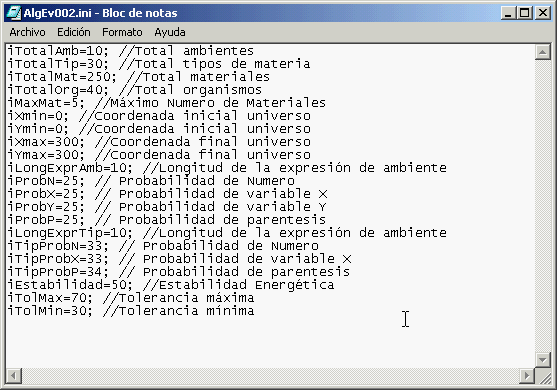 AlgEv002.ini - Bloc de notas
Archivo Edición Formato Ayuda
iTotalAmb=10; //Total ambientes
iTotalTip=30; //Total tipos de materia
iTotalMat=250; //Total materiales
iTotalOrg=40; //Total organismos
iMaxMat=5; //Máximo Numero de Materiales
iXmin=0; //Coordenada inicial universo
iYmin=0; //Coordenada inicial universo
iXmax=300; //Coordenada final universo
iYmax=300; //Coordenada final universo
iLongExprAmb=10; //Longitud de la expresión de ambiente
iProbN=25; // Probabilidad de Numero
iProbX=25; // Probabilidad de variable X
iProbY=25; // Probabilidad de variable Y
iProbP=25; // Probabilidad de parentesis
iLongExprTip=10; //Longitud de la expresión de ambiente
iTipProbN=33; // Probabilidad de Numero
iTipProbX=33; // Probabilidad de variable X
iTipProbP=34; // Probabilidad de parentesis
iEstabilidad=50; //Estabilidad Energética
iTolMax=70; //Tolerancia máxima
iTolMin=30; //Tolerancia mínima